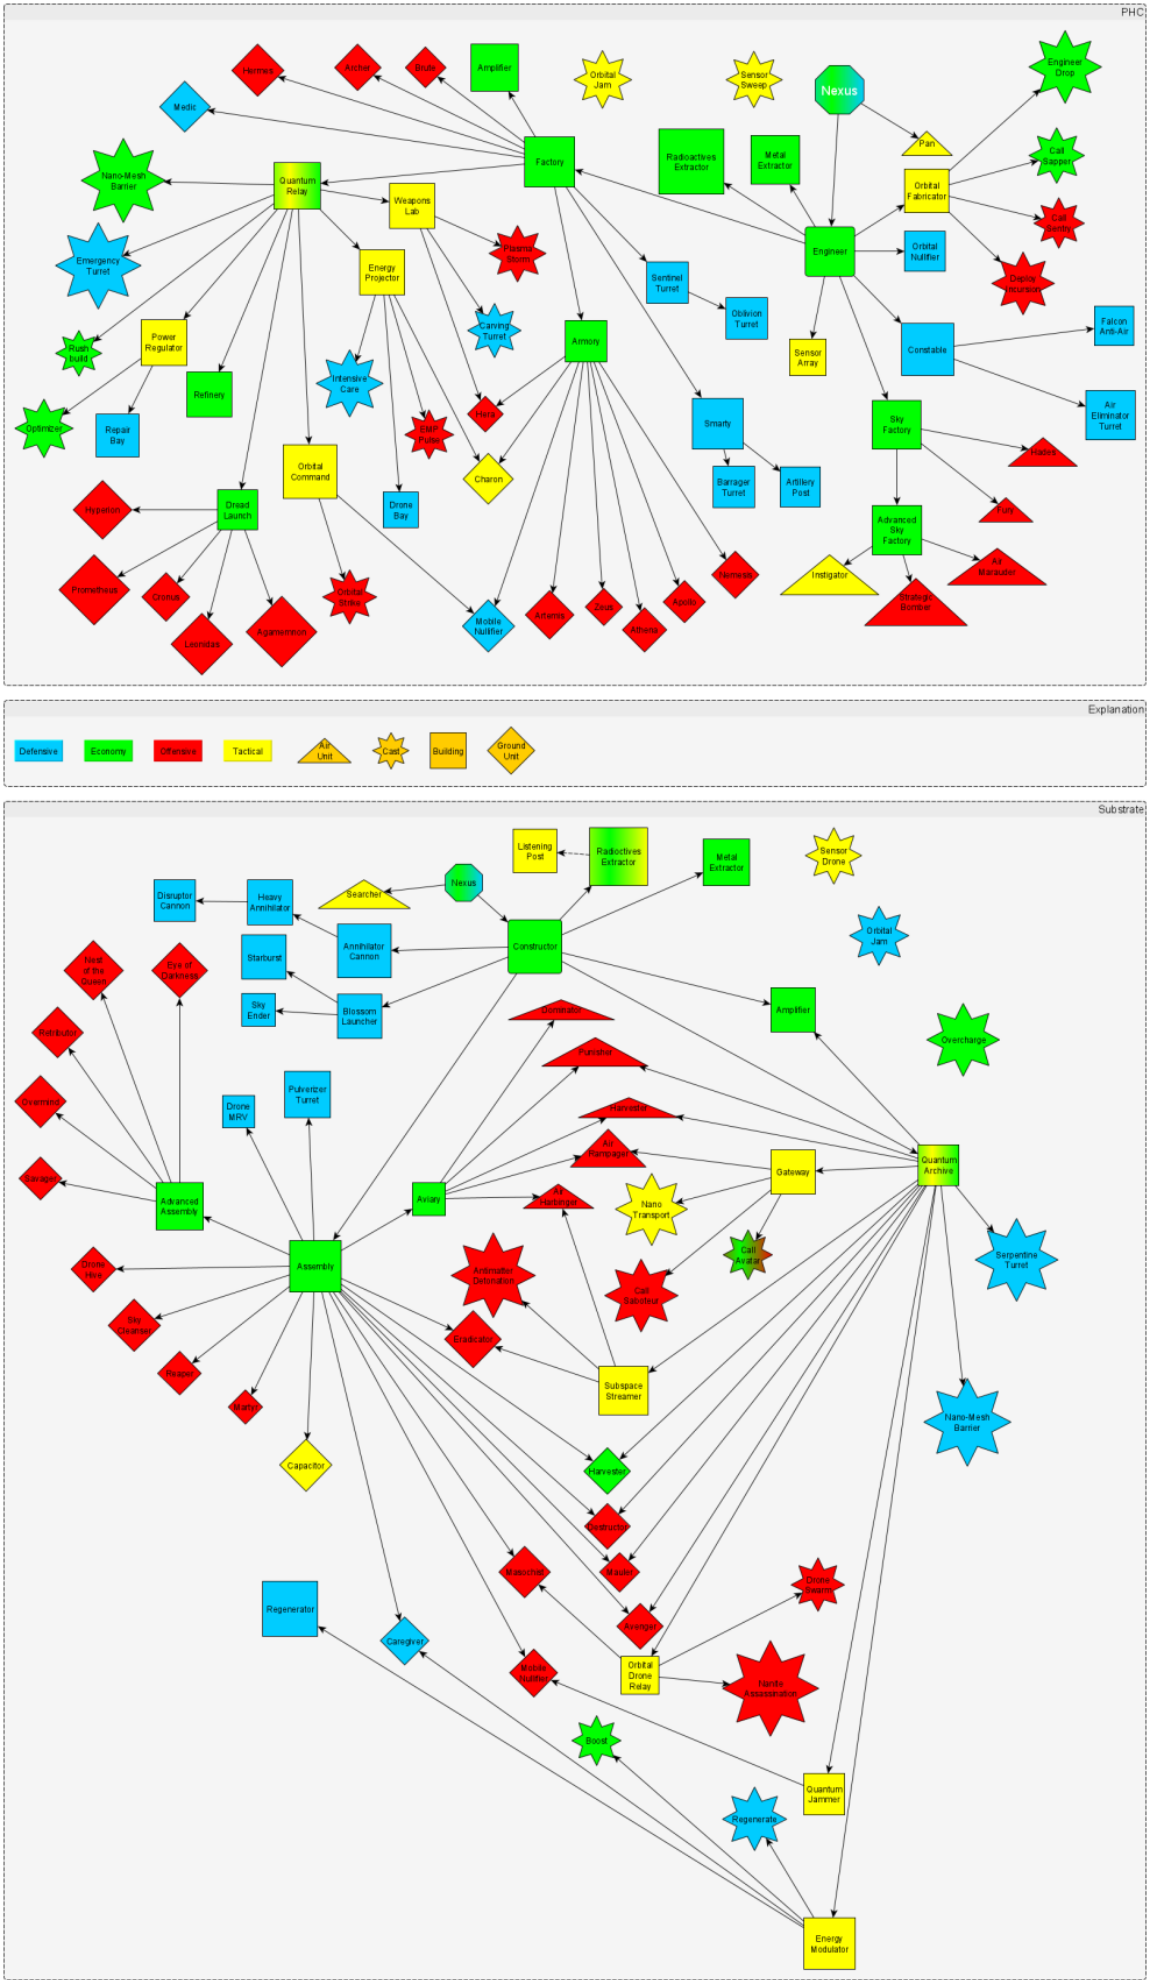 PHC
Hermes
Archer
Brute
Amplifier
Orbital
Jam
Sensor
Sweep
Nexus
Engineer
Drop
Medic
Pan
Nano-Mesh
Barrier
Quantum
Relay
Weapons
Lab
Factory
Radioactives
Extractor
Metal
Extractor
Orbital
Fabricator
Call
Sapper
Call
Sentry
Emergency
Turret
Energy
Projector
Plasma
Storm
Sentinel
Turret
Engineer
Orbital
Nullifier
Deploy
Incursion
Rush
build
Power
Regulator
Carving
Turret
Armory
Oblivion
Turret
Sensor
Array
Constable
Falcon
Anti-Air
Optimizer
Repair
Bay
Refinery
Intensive
Care
EMP
Pulse
Hara
Smarty
Sky
Factory
Air
Eliminator
Turret
Hades
Orbital
Command
Charon
Barrager
Turret
Artillery
Post
Hyperion
Dread
Launch
Drone
Bay
Fury
Advanced
Sky
Factory
Prometheus
Cronus
Leonidas
Agamemnon
Orbital
Strike
Mobile
Nullifier
Artemis
Zeus
Athena
Apollo
Nemesis
Instigator
Strategic
Bomber
Air
Marauder
Explanation
Defensive
Economy
Offensive
Tactical
Air
Unit
Cast
Building
Ground
Unit
Substrate
Listening
Post
Radioctives
Extractor
Metal
Extractor
Sensor
Drone
Disruptor
Cannon
Heavy
Annihilator
Searcher
Nexus
Nest
of the
Queen
Eye of
Darkness
Starburst
Annihilator
Cannon
Constructor
Orbital
Jam
Retributor
Sky
Ender
Blossom
Launcher
Dominator
Amplifier
Overcharge
Punisher
Overmind
Drone
MRV
Pulverizer
Turret
Harvester
Air
Rampager
Savager
Advanced
Assembly
Aviary
Air
Harbinger
Gateway
Quantum
Archive
Nano
Transport
Drone
Hive
Assembly
Antimatter
Detonation
Call
Avatar
Call
Saboteur
Serpentine
Turret
Sky
Cleanser
Eradicator
Reaper
Martyr
Subspace
Streamer
Nano-Mesh
Barrier
Capacitor
Harvester
Destructor
Masochist
Mauler
Drone
Swarm
Regenerator
Caregiver
Avenger
Mobile
Nullifier
Orbital
Drone
Relay
Nanite
Assassination
Boost
Quantum
Jammer
Regenerate
Energy
Modulator